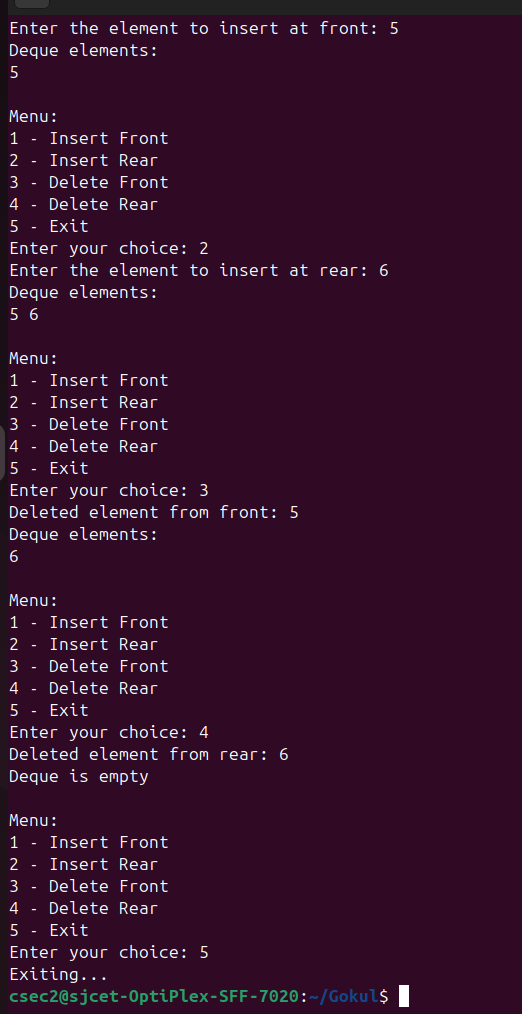 Enter the element to insert at front: 5
Deque elements:
5
Menu:
1 - Insert Front
2 - Insert Rear
3 - Delete Front
4 - Delete Rear
5 - Exit
Enter your choice: 2
Enter the element to insert at rear: 6
Deque elements:
5 6
Menu:
1 - Insert Front
2 - Insert Rear
3 - Delete Front
4 - Delete Rear
5 - Exit
Enter your choice: 3
Deleted element from front: 5
Deque elements:
6
Menu:
1 - Insert Front
2 - Insert Rear
3 - Delete Front
4 - Delete Rear
5 - Exit
Enter your choice: 4
Deleted element from rear: 6
Deque is empty
Menu:
1 - Insert Front
2 - Insert Rear
3 - Delete Front
4 - Delete Rear
5 - Exit
Enter your choice: 5
Exiting...
csec2@sjcet-OptiPlex-SFF-7020:~/Gokul$